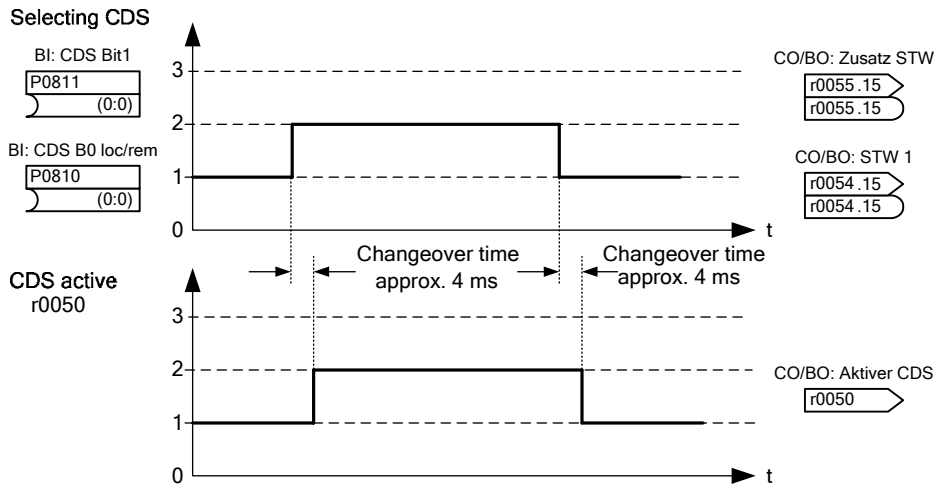 Selecting CDS
BI: CDS Bit1
P0811
(0:0)
BI: CDS B0 loc/rem
P0810
(0:0)
3
2
1
0
t
CO/BO: Zusatz STW
r0055 .15
r0055 .15
CO/BO: STW 1
r0054 .15
r0054 .15
Changeover time
approx. 4 ms
Changeover time
approx. 4 ms
CDS active
r0050
3
2
1
0
t
CO/BO: Aktiver CDS
r0050